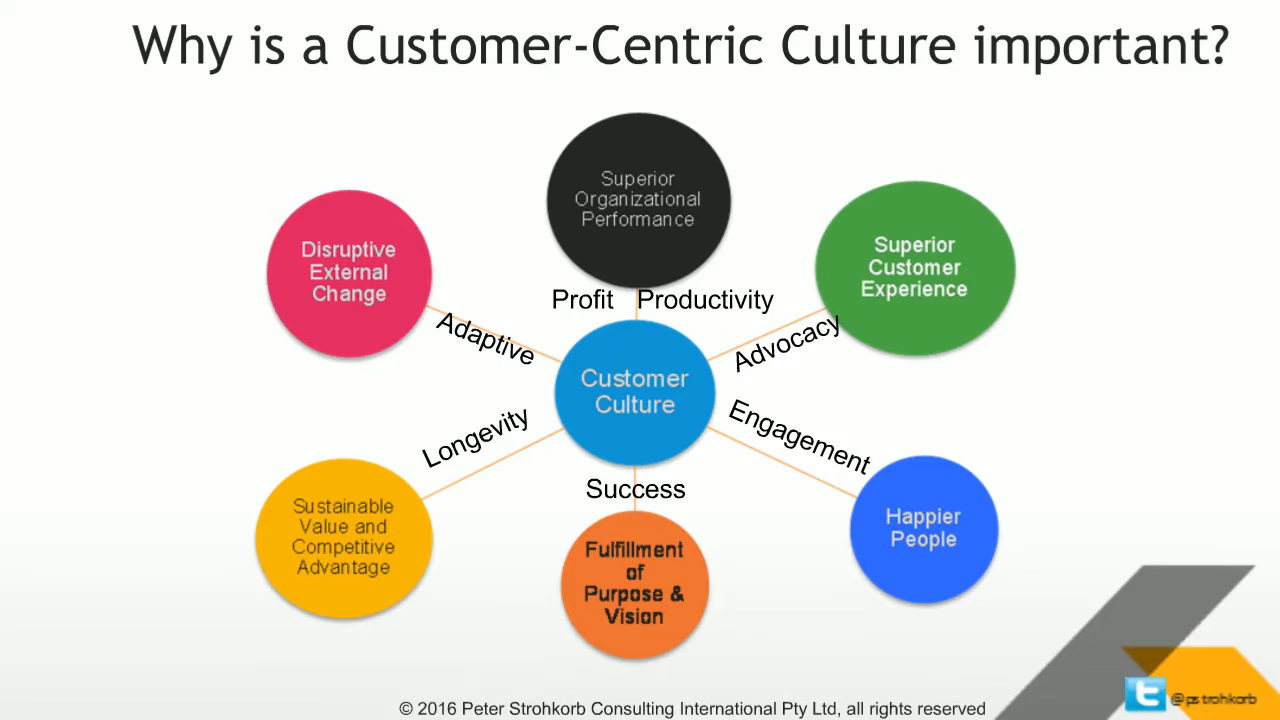 Why is a Customer-Centric Culture important?
Superior
Organizational
Performance
Disruptive
External
Change
Superior
Customer
Experience
Profit Productivity
Adaptive
Advocacy
Customer
Culture
Longevity
Engagement
Success
Sustainable
Value and
Competitive
Advantage
Fulfillment
of
Purpose &
Vision
Happier
People
@pstrohkorb
© 2016 Peter Strohkorb Consulting International Pty Ltd, all rights reserved